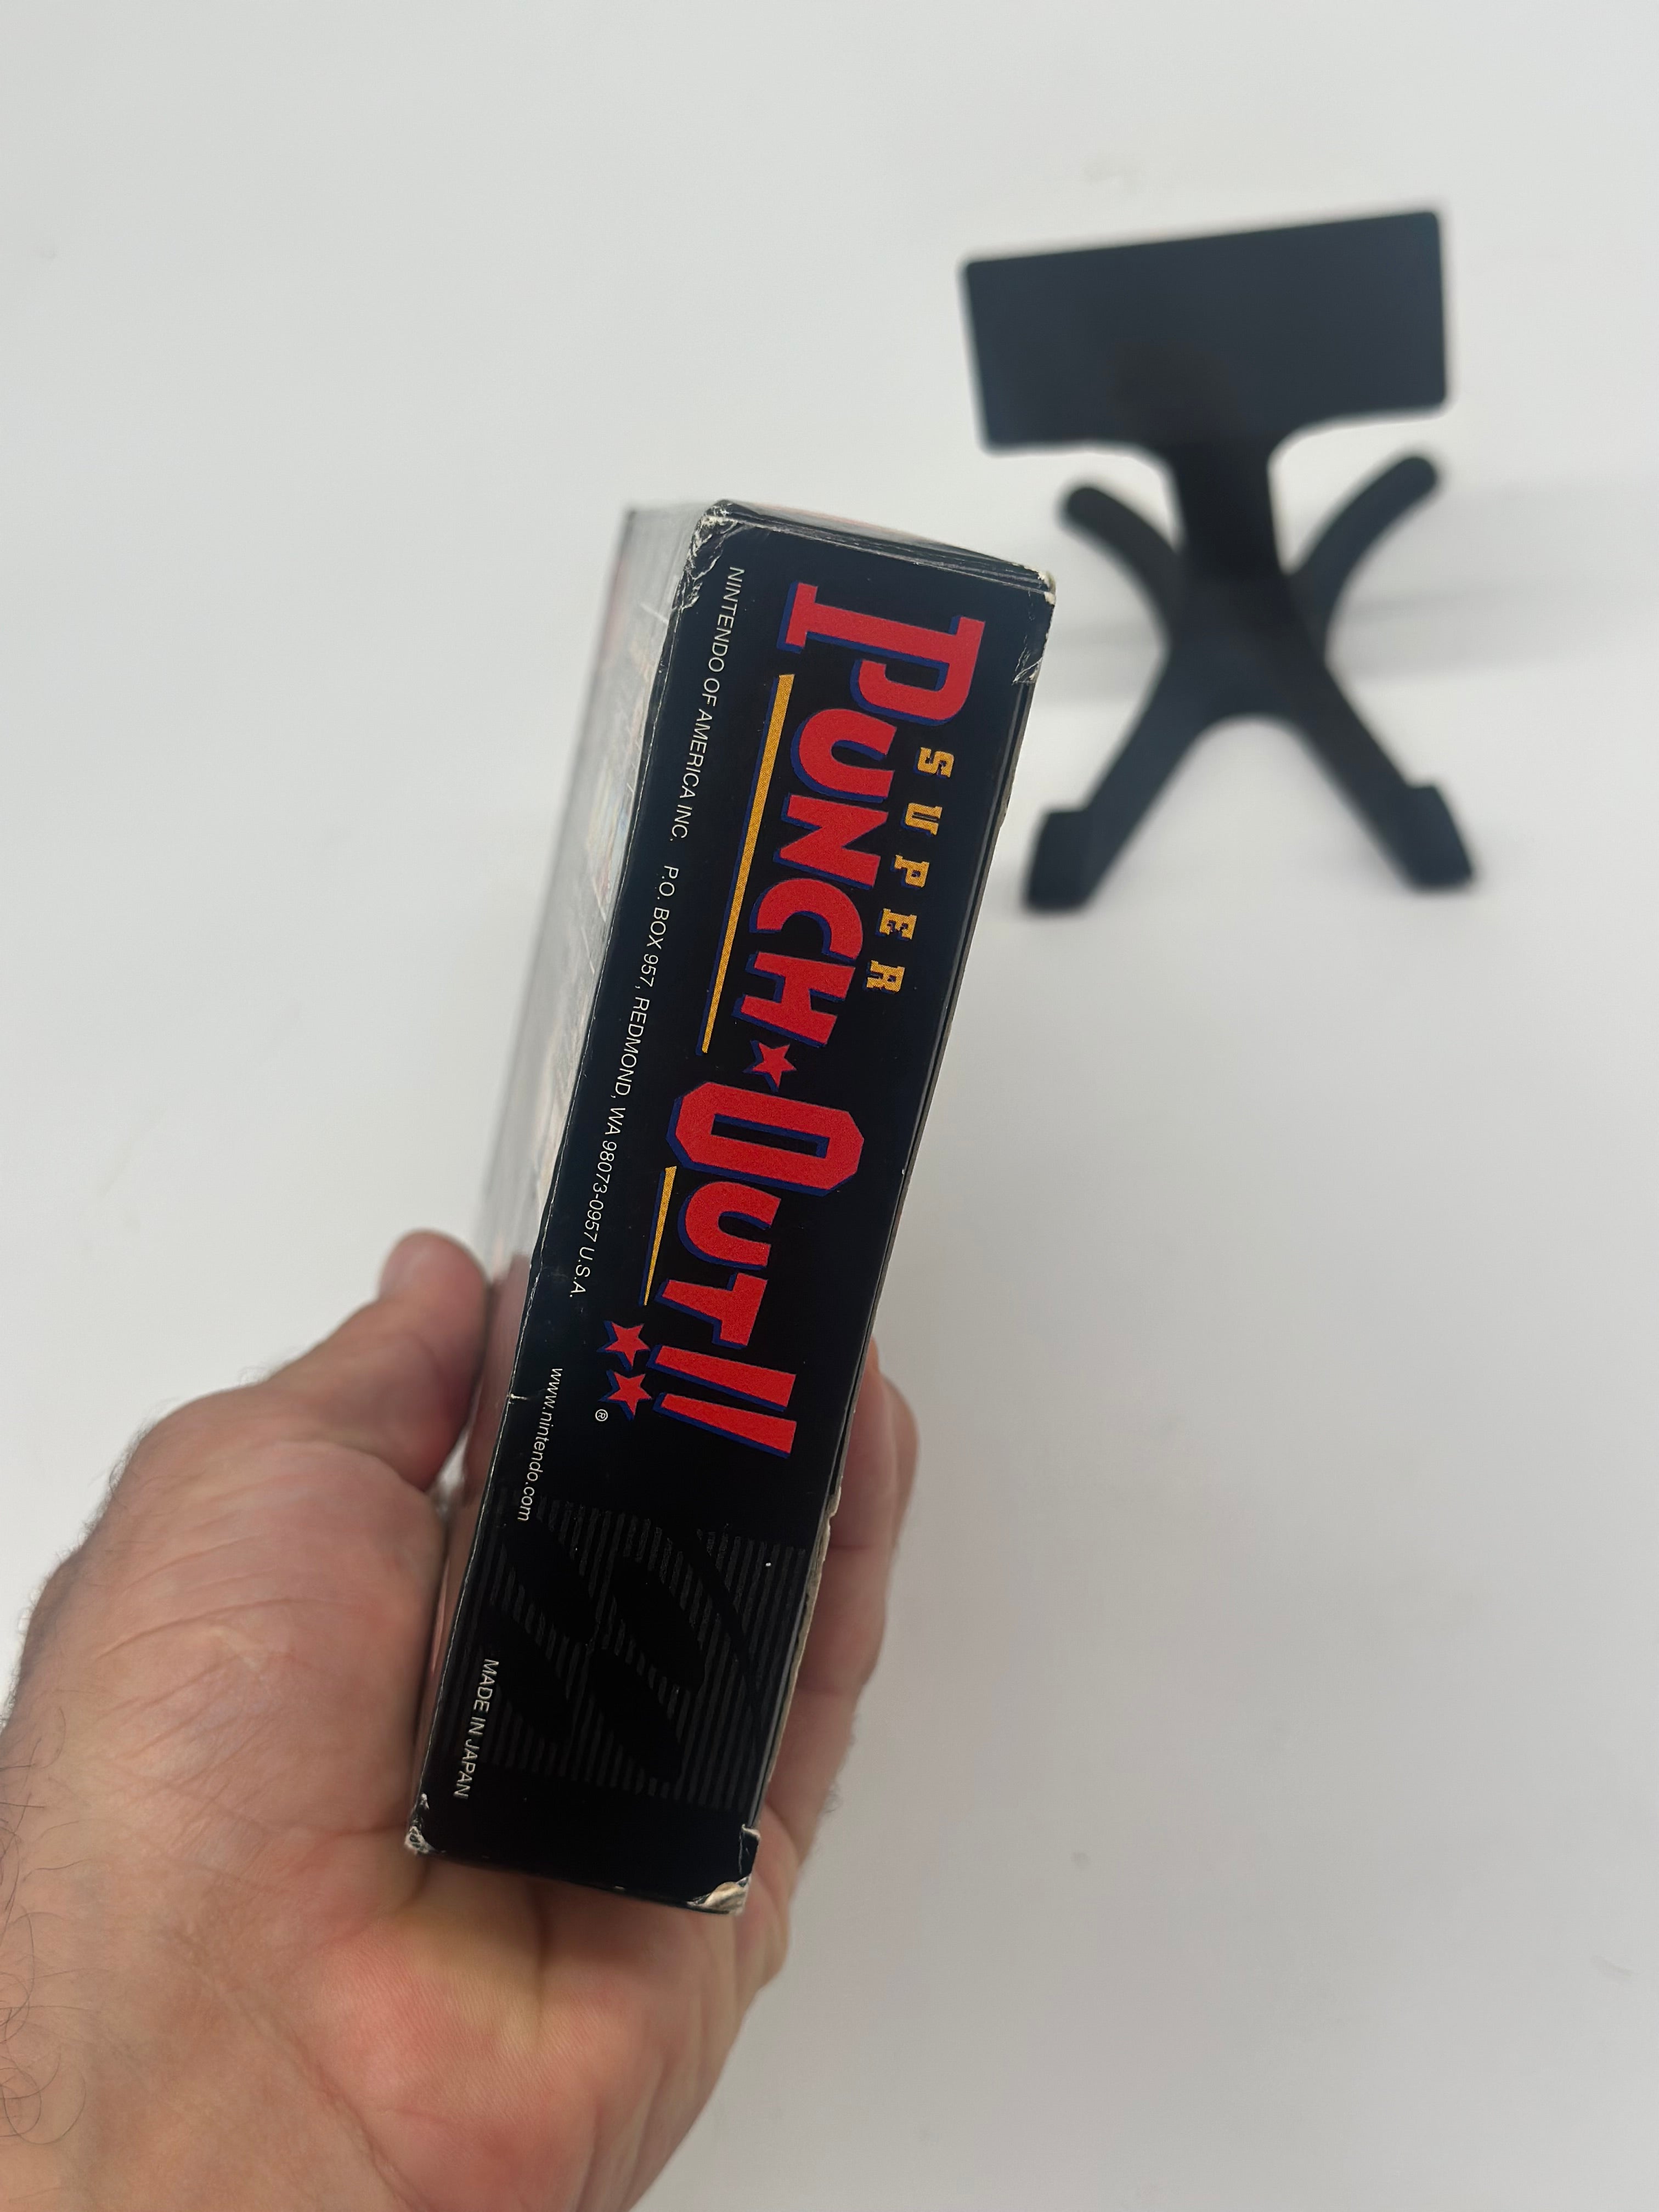 SUPER
PUNCH★OUT!!
®
NINTENDO OF AMERICA INC. P.O. BOX 957, REDMOND, WA 98073-0957 U.S.A.
www.nintendo.com
MADE IN JAPAN